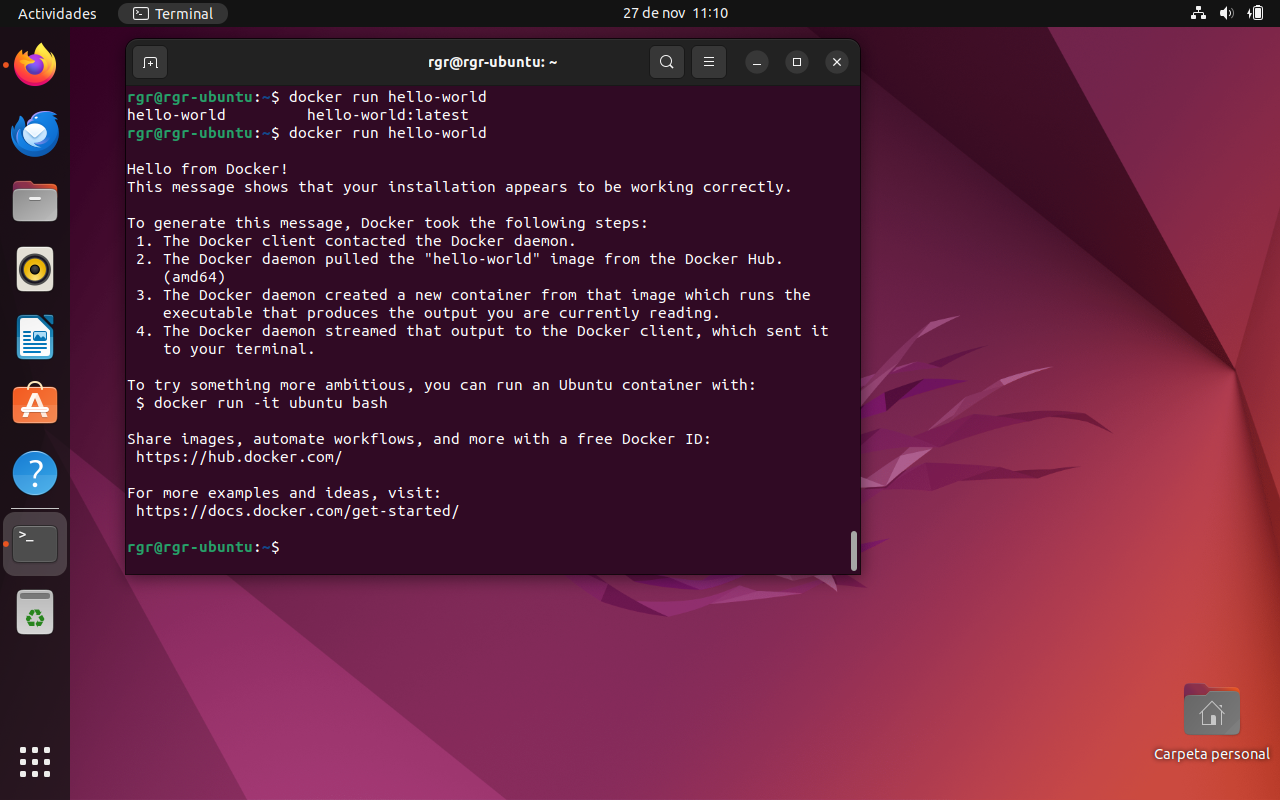 Actividades
Terminal
27 de nov 11:10
rgr@rgr-ubuntu: ~
rgr@rgr-ubuntu:~$ docker run hello-world
hello-world         hello-world:latest
rgr@rgr-ubuntu:~$ docker run hello-world
Hello from Docker!
This message shows that your installation appears to be working correctly.
To generate this message, Docker took the following steps:
 1. The Docker client contacted the Docker daemon.
 2. The Docker daemon pulled the "hello-world" image from the Docker Hub.
    (amd64)
 3. The Docker daemon created a new container from that image which runs the
    executable that produces the output you are currently reading.
 4. The Docker daemon streamed that output to the Docker client, which sent it
    to your terminal.
To try something more ambitious, you can run an Ubuntu container with:
 $ docker run -it ubuntu bash
Share images, automate workflows, and more with a free Docker ID:
 https://hub.docker.com/
For more examples and ideas, visit:
 https://docs.docker.com/get-started/
rgr@rgr-ubuntu:~$
Carpeta personal